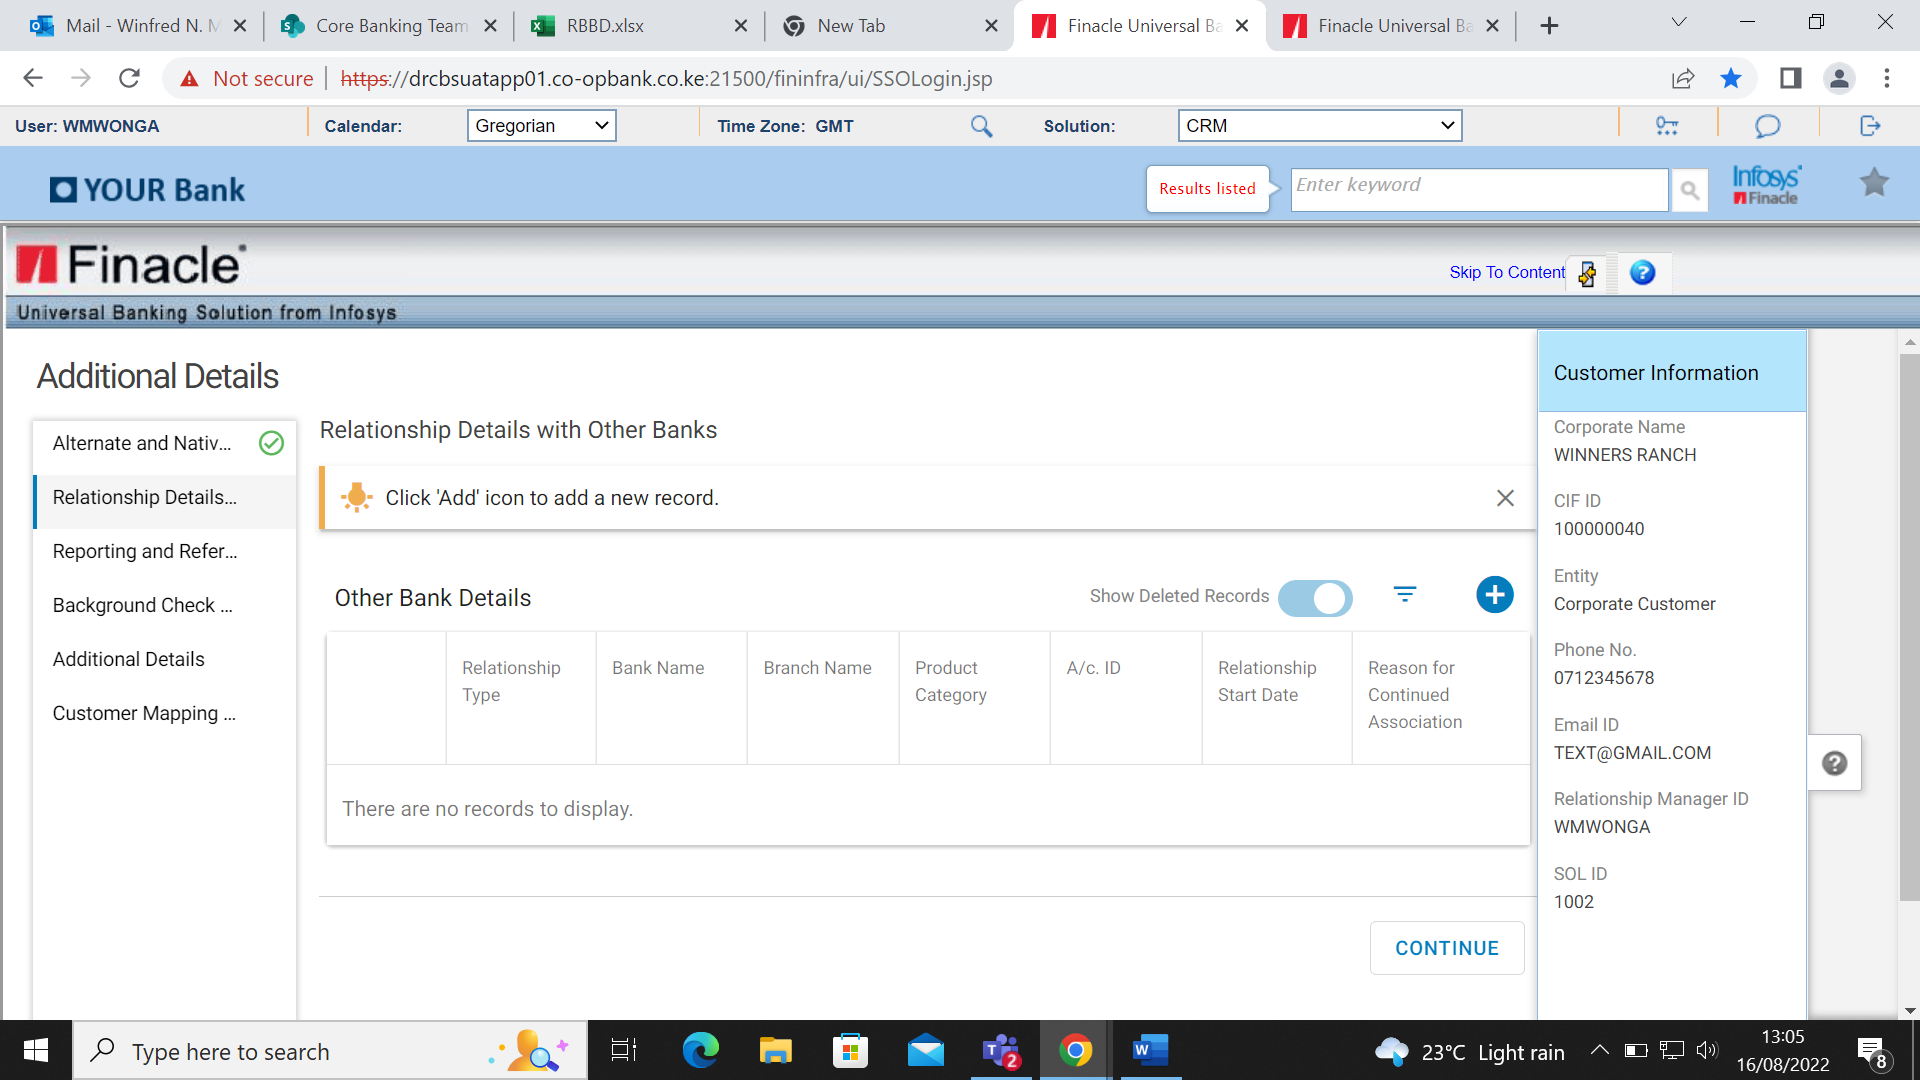 Mail - Winfred N. M
Core Banking Team
RBBD.xlsx
New Tab
Finacle Universal Ba
Finacle Universal Ba
Not secure
https://drcbsuatapp01.co-opbank.co.ke:21500/fininfra/ui/SSOLogin.jsp
User: WMWONGA
Calendar:
Gregorian
Time Zone: GMT
Solution:
CRM
YOUR Bank
Results listed
Enter keyword
Infosys
Finacle
Finacle
Skip To Content
Universal Banking Solution from Infosys
Additional Details
Alternate and Nativ...
Relationship Details...
Reporting and Refer...
Background Check ...
Additional Details
Customer Mapping ...
Relationship Details with Other Banks
Click 'Add' icon to add a new record.
Other Bank Details
Show Deleted Records
Relationship Type
Bank Name
Branch Name
Product Category
A/c. ID
Relationship Start Date
Reason for Continued Association
There are no records to display.
CONTINUE
Customer Information
Corporate Name
WINNERS RANCH
CIF ID
100000040
Entity
Corporate Customer
Phone No.
0712345678
Email ID
TEXT@GMAIL.COM
Relationship Manager ID
WMWONGA
SOL ID
1002
Type here to search
2
23°C Light rain
13:05
16/08/2022
8